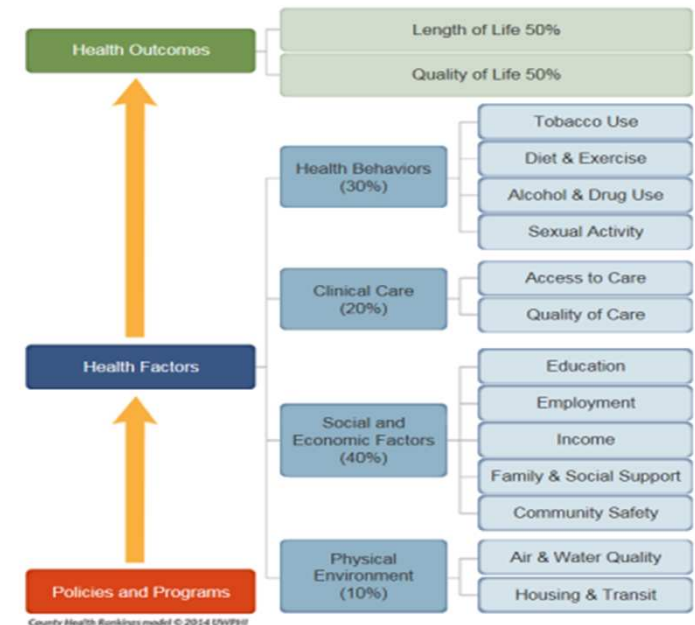 Health Outcomes
Length of Life 50%
Quality of Life 50%
Health Factors
Health Behaviors
(30%)
Tobacco Use
Diet & Exercise
Alcohol & Drug Use
Sexual Activity
Clinical Care
(20%)
Access to Care
Quality of Care
Social and
Economic Factors
(40%)
Education
Employment
Income
Family & Social Support
Community Safety
Physical
Environment
(10%)
Air & Water Quality
Housing & Transit
Policies and Programs
County Health Rankings model © 2014 UWPHI